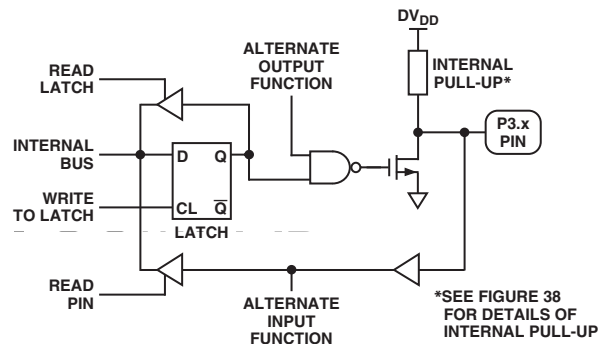 DVDD
ALTERNATE
OUTPUT
FUNCTION
INTERNAL
PULL-UP*
READ
LATCH
P3.x
PIN
INTERNAL
BUS
D Q
WRITE
TO LATCH
CL Q̅
LATCH
READ
PIN
ALTERNATE
INPUT
FUNCTION
*SEE FIGURE 38
FOR DETAILS OF
INTERNAL PULL-UP